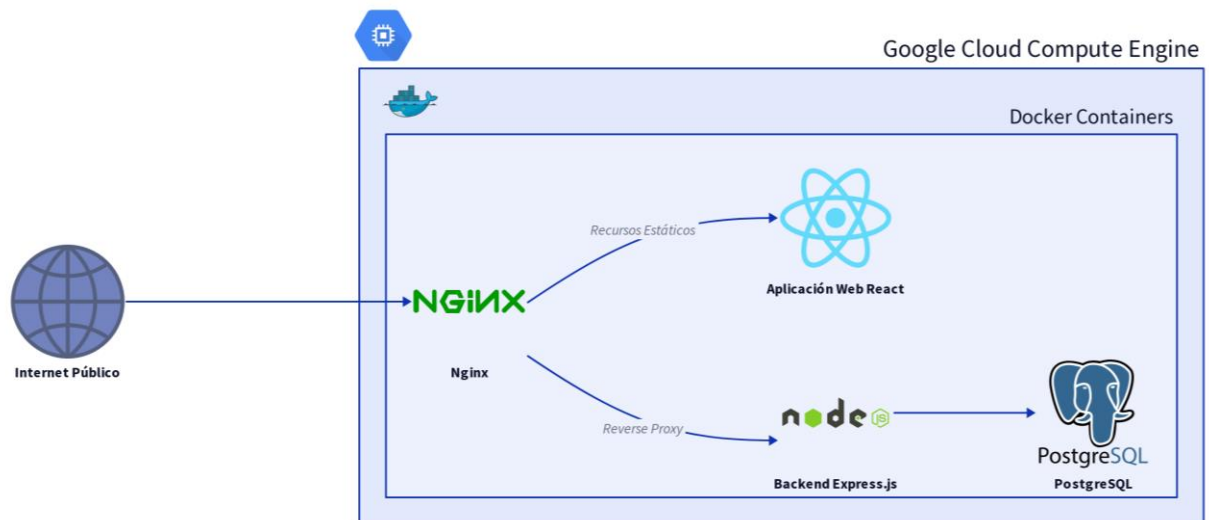 Google Cloud Compute Engine
Docker Containers
Recursos Estáticos
Aplicación Web React
NGiNX
Internet Público
Nginx
Reverse Proxy
node JS
PostgreSQL
Backend Express.js
PostgreSQL